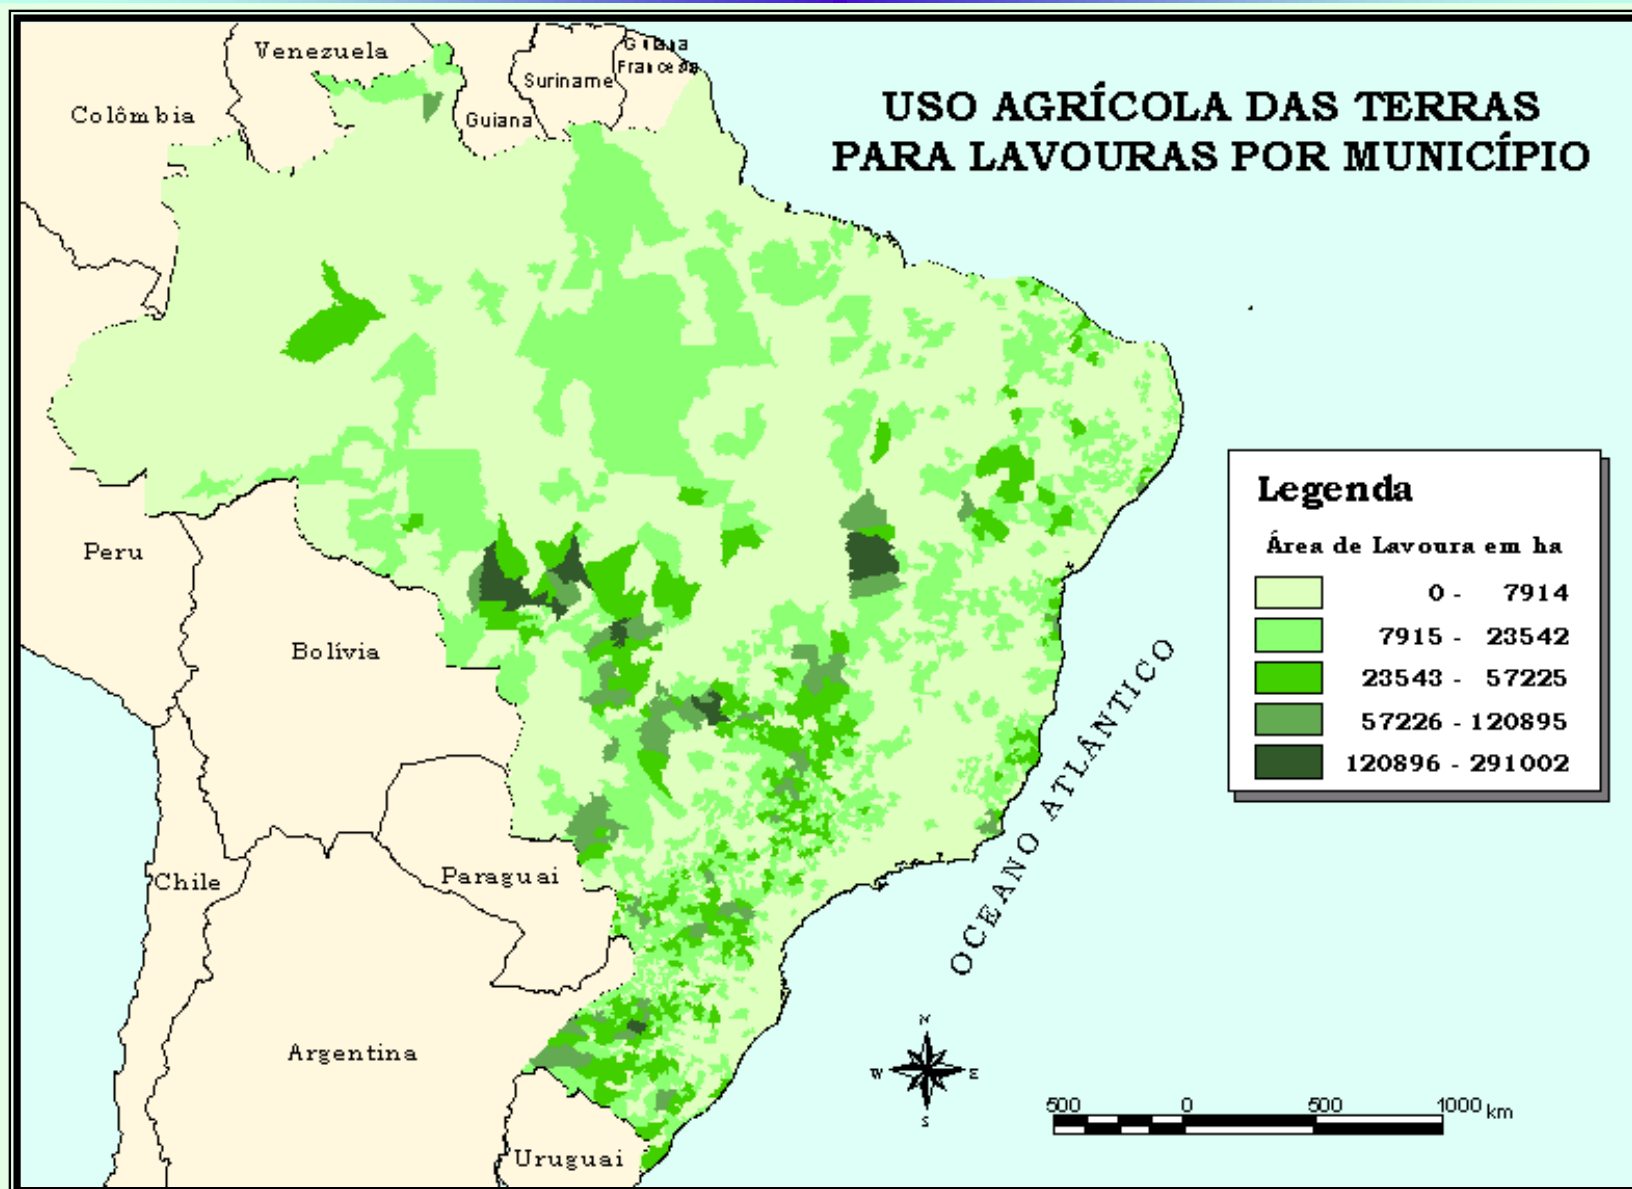 USO AGRÍCOLA DAS TERRAS
PARA LAVOURAS POR MUNICÍPIO
Venezuela
Guiana
Francesa
Suriname
Colômbia
Guiana
Peru
Bolívia
Chile
Paraguai
Argentina
Uruguai
OCEANO ATLÂNTICO
Legenda
Área de Lavoura em ha
0 - 7914
7915 - 23542
23543 - 57225
57226 - 120895
120896 - 291002
N
W E
S
500 0 500 1000 km